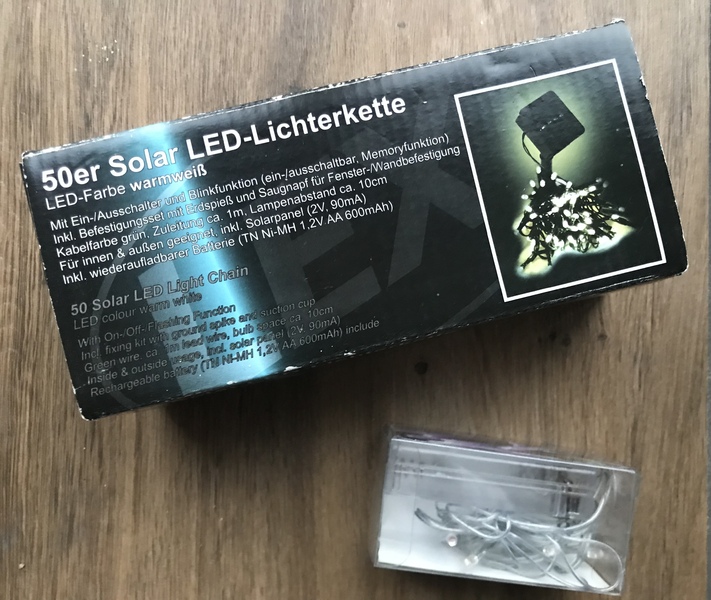 50er Solar LED-Lichterkette
LED-Farbe warmweiß
Mit Ein-/Ausschalter und Blinkfunktion (ein-/ausschaltbar, Memoryfunktion)
Inkl. Befestigungsset mit Erdspieß und Saugnapf für Fenster-/Wandbefestigung
Kabelfarbe grün, Zuleitung ca. 1m, Lampenabstand ca. 10cm
Für innen & außen geeignet, inkl. Solarpanel (2V, 90mA)
Inkl. wiederaufladbarer Batterie (TN Ni-MH 1,2V AA 600mAh)
50 Solar LED Light Chain
LED colour warm white
With On-/Off-Flashing Function
Incl. fixing kit with ground spike and suction cup
Green wire, ca. 1m lead wire, bulb space ca. 10cm
Inside & outside usage, incl. solar panel (2V, 90mA)
Rechargeable battery (TN Ni-MH 1,2V AA 600mAh) include